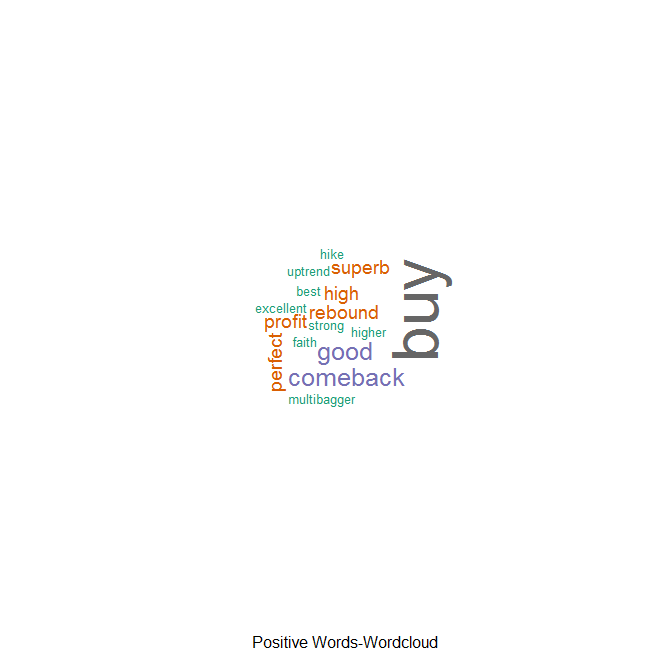 hike
uptrend
superb
buy
best
high
excellent
rebound
profit
strong
higher
faith
good
perfect
comeback
multibagger
Positive Words-Wordcloud